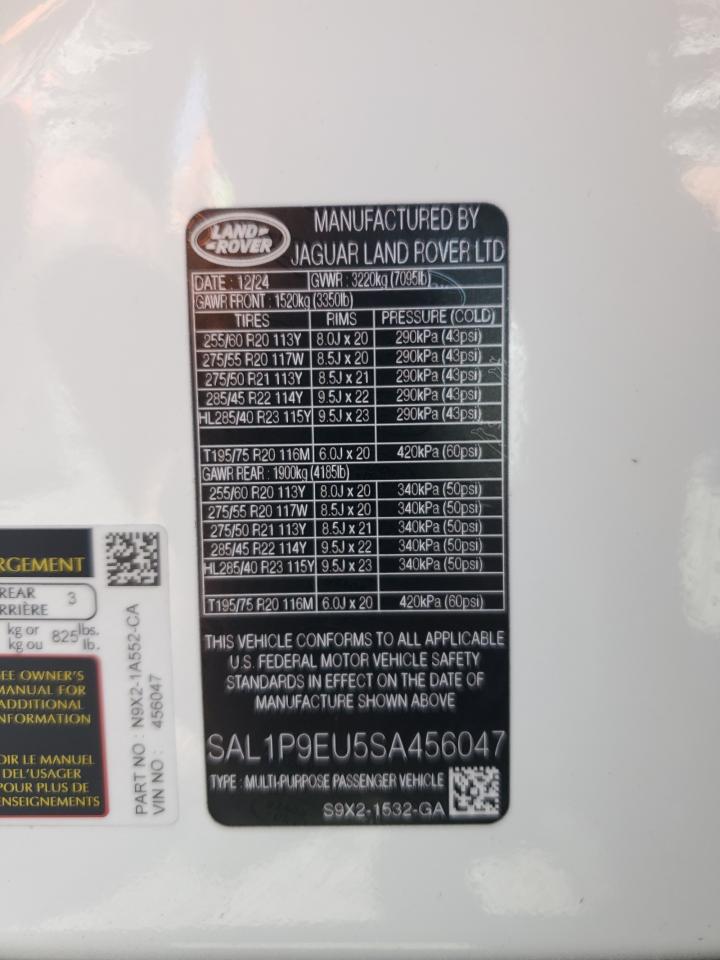 LAND ROVER
MANUFACTURED BY
JAGUAR LAND ROVER LTD
DATE : 12/24 GVWR : 3220kg (7095lb)
GAWR FRONT : 1520kg (3350lb)
TIRES RIMS PRESSURE (COLD)
255/60 R20 113Y 8.0J x 20 290kPa (43psi)
275/55 R20 117W 8.5J x 20 290kPa (43psi)
275/50 R21 113Y 8.5J x 21 290kPa (43psi)
285/45 R22 114Y 9.5J x 22 290kPa (43psi)
HL285/40 R23 115Y 9.5J x 23 290kPa (43psi)
T195/75 R20 116M 6.0J x 20 420kPa (60psi)
GAWR REAR : 1900kg (4185lb)
255/60 R20 113Y 8.0J x 20 340kPa (50psi)
275/55 R20 117W 8.5J x 20 340kPa (50psi)
275/50 R21 113Y 8.5J x 21 340kPa (50psi)
285/45 R22 114Y 9.5J x 22 340kPa (50psi)
HL285/40 R23 115Y 9.5J x 23 340kPa (50psi)
T195/75 R20 116M 6.0J x 20 420kPa (60psi)
THIS VEHICLE CONFORMS TO ALL APPLICABLE
U.S. FEDERAL MOTOR VEHICLE SAFETY
STANDARDS IN EFFECT ON THE DATE OF
MANUFACTURE SHOWN ABOVE
SAL1P9EU5SA456047
TYPE : MULTI-PURPOSE PASSENGER VEHICLE
S9X2-1532-GA
RGEMENT
REAR 3
RRIÈRE
kg or 825 lbs.
kg ou lb.
EE OWNER'S
MANUAL FOR
ADDITIONAL
NFORMATION
OIR LE MANUEL
DEL'USAGER
POUR PLUS DE
ENSEIGNEMENTS
PART NO : N9X2-1A552-CA
VIN NO : 456047